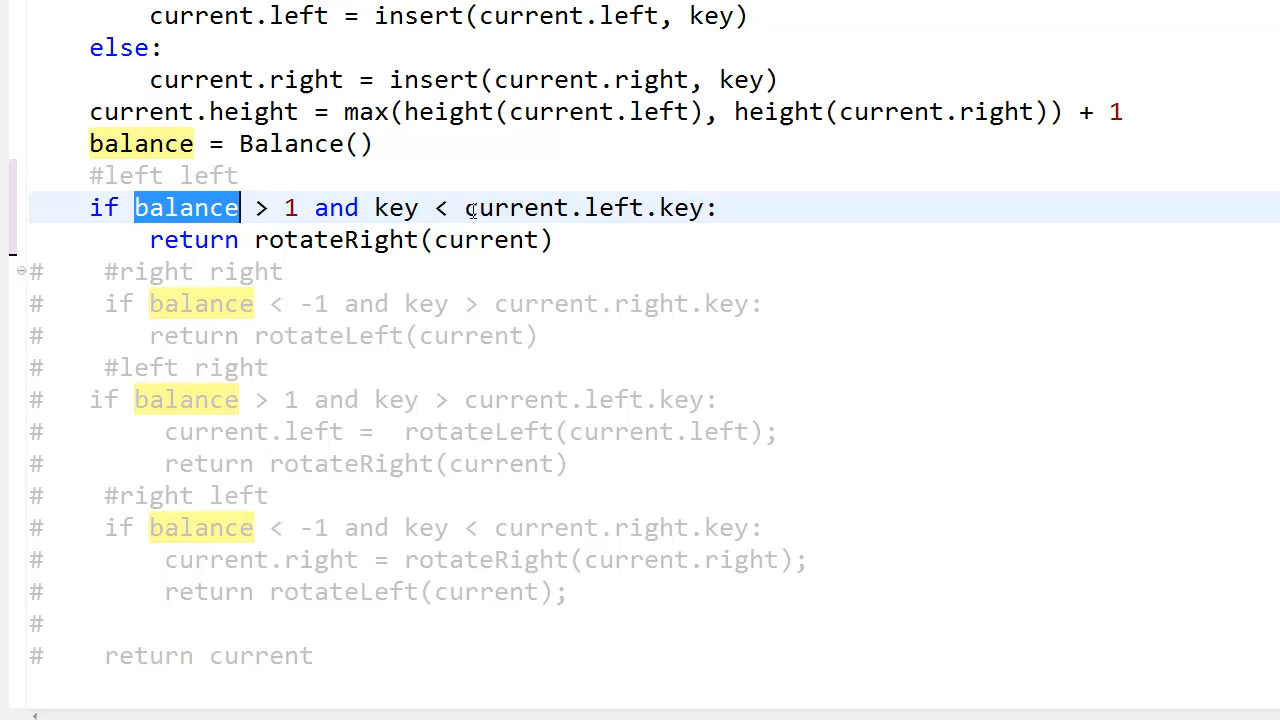 current.left = insert(current.left, key)
else:
current.right = insert(current.right, key)
current.height = max(height(current.left), height(current.right)) + 1
balance = Balance()
#left left
if balance > 1 and key < current.left.key:
return rotateRight(current)
# #right right
# if balance < -1 and key > current.right.key:
# return rotateLeft(current)
# #left right
# if balance > 1 and key > current.left.key:
# current.left = rotateLeft(current.left);
# return rotateRight(current)
# #right left
# if balance < -1 and key < current.right.key:
# current.right = rotateRight(current.right);
# return rotateLeft(current);
#
# return current